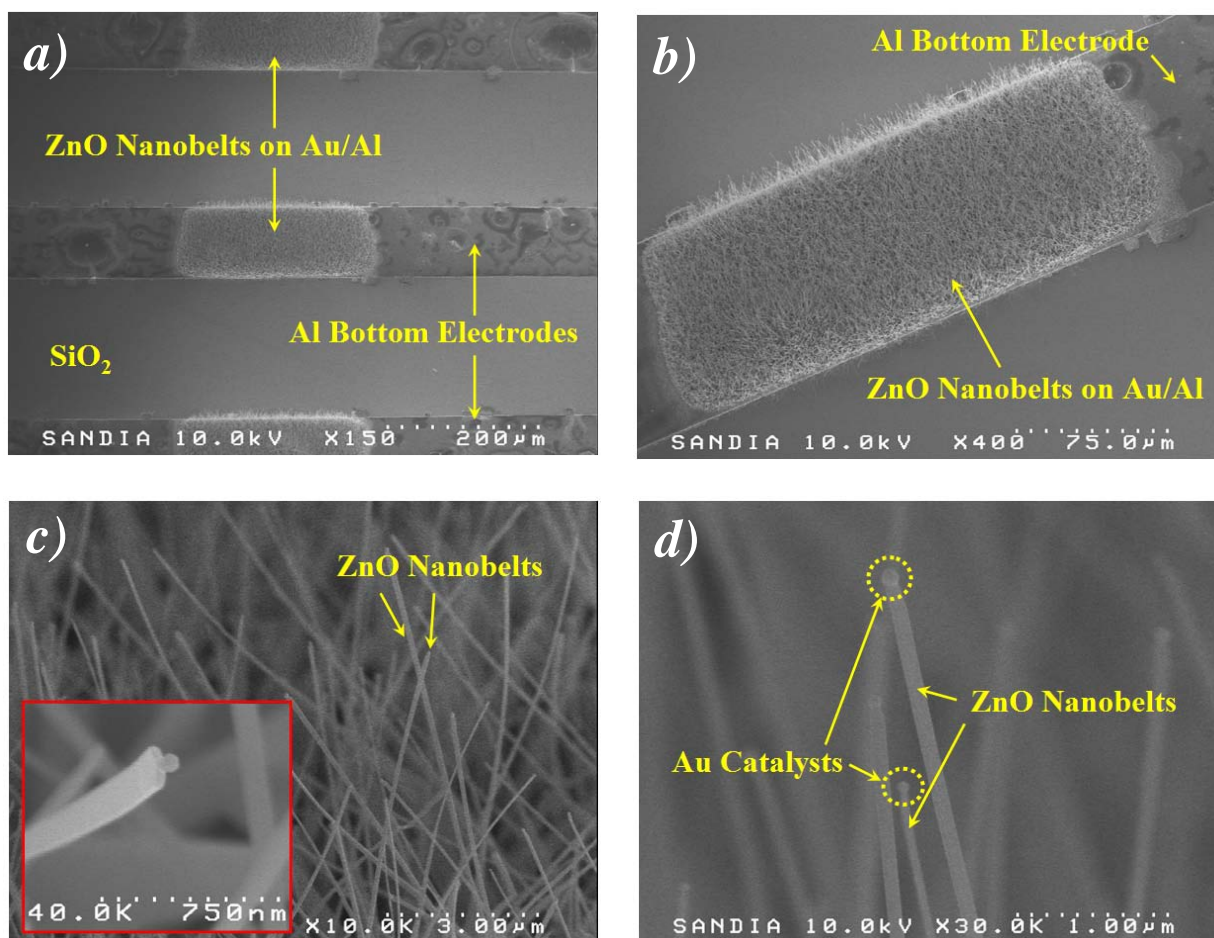 a)
ZnO Nanobelts on Au/Al
Al Bottom Electrodes
SiO₂
SANDIA 10.0kV X150 200µm
b)
Al Bottom Electrode
ZnO Nanobelts on Au/Al
SANDIA 10.0kV X400 75.0µm
c)
ZnO Nanobelts
40.0K 750nm
X10.0K 3.00µm
d)
ZnO Nanobelts
Au Catalysts
SANDIA 10.0kV X30.0K 1.00µm